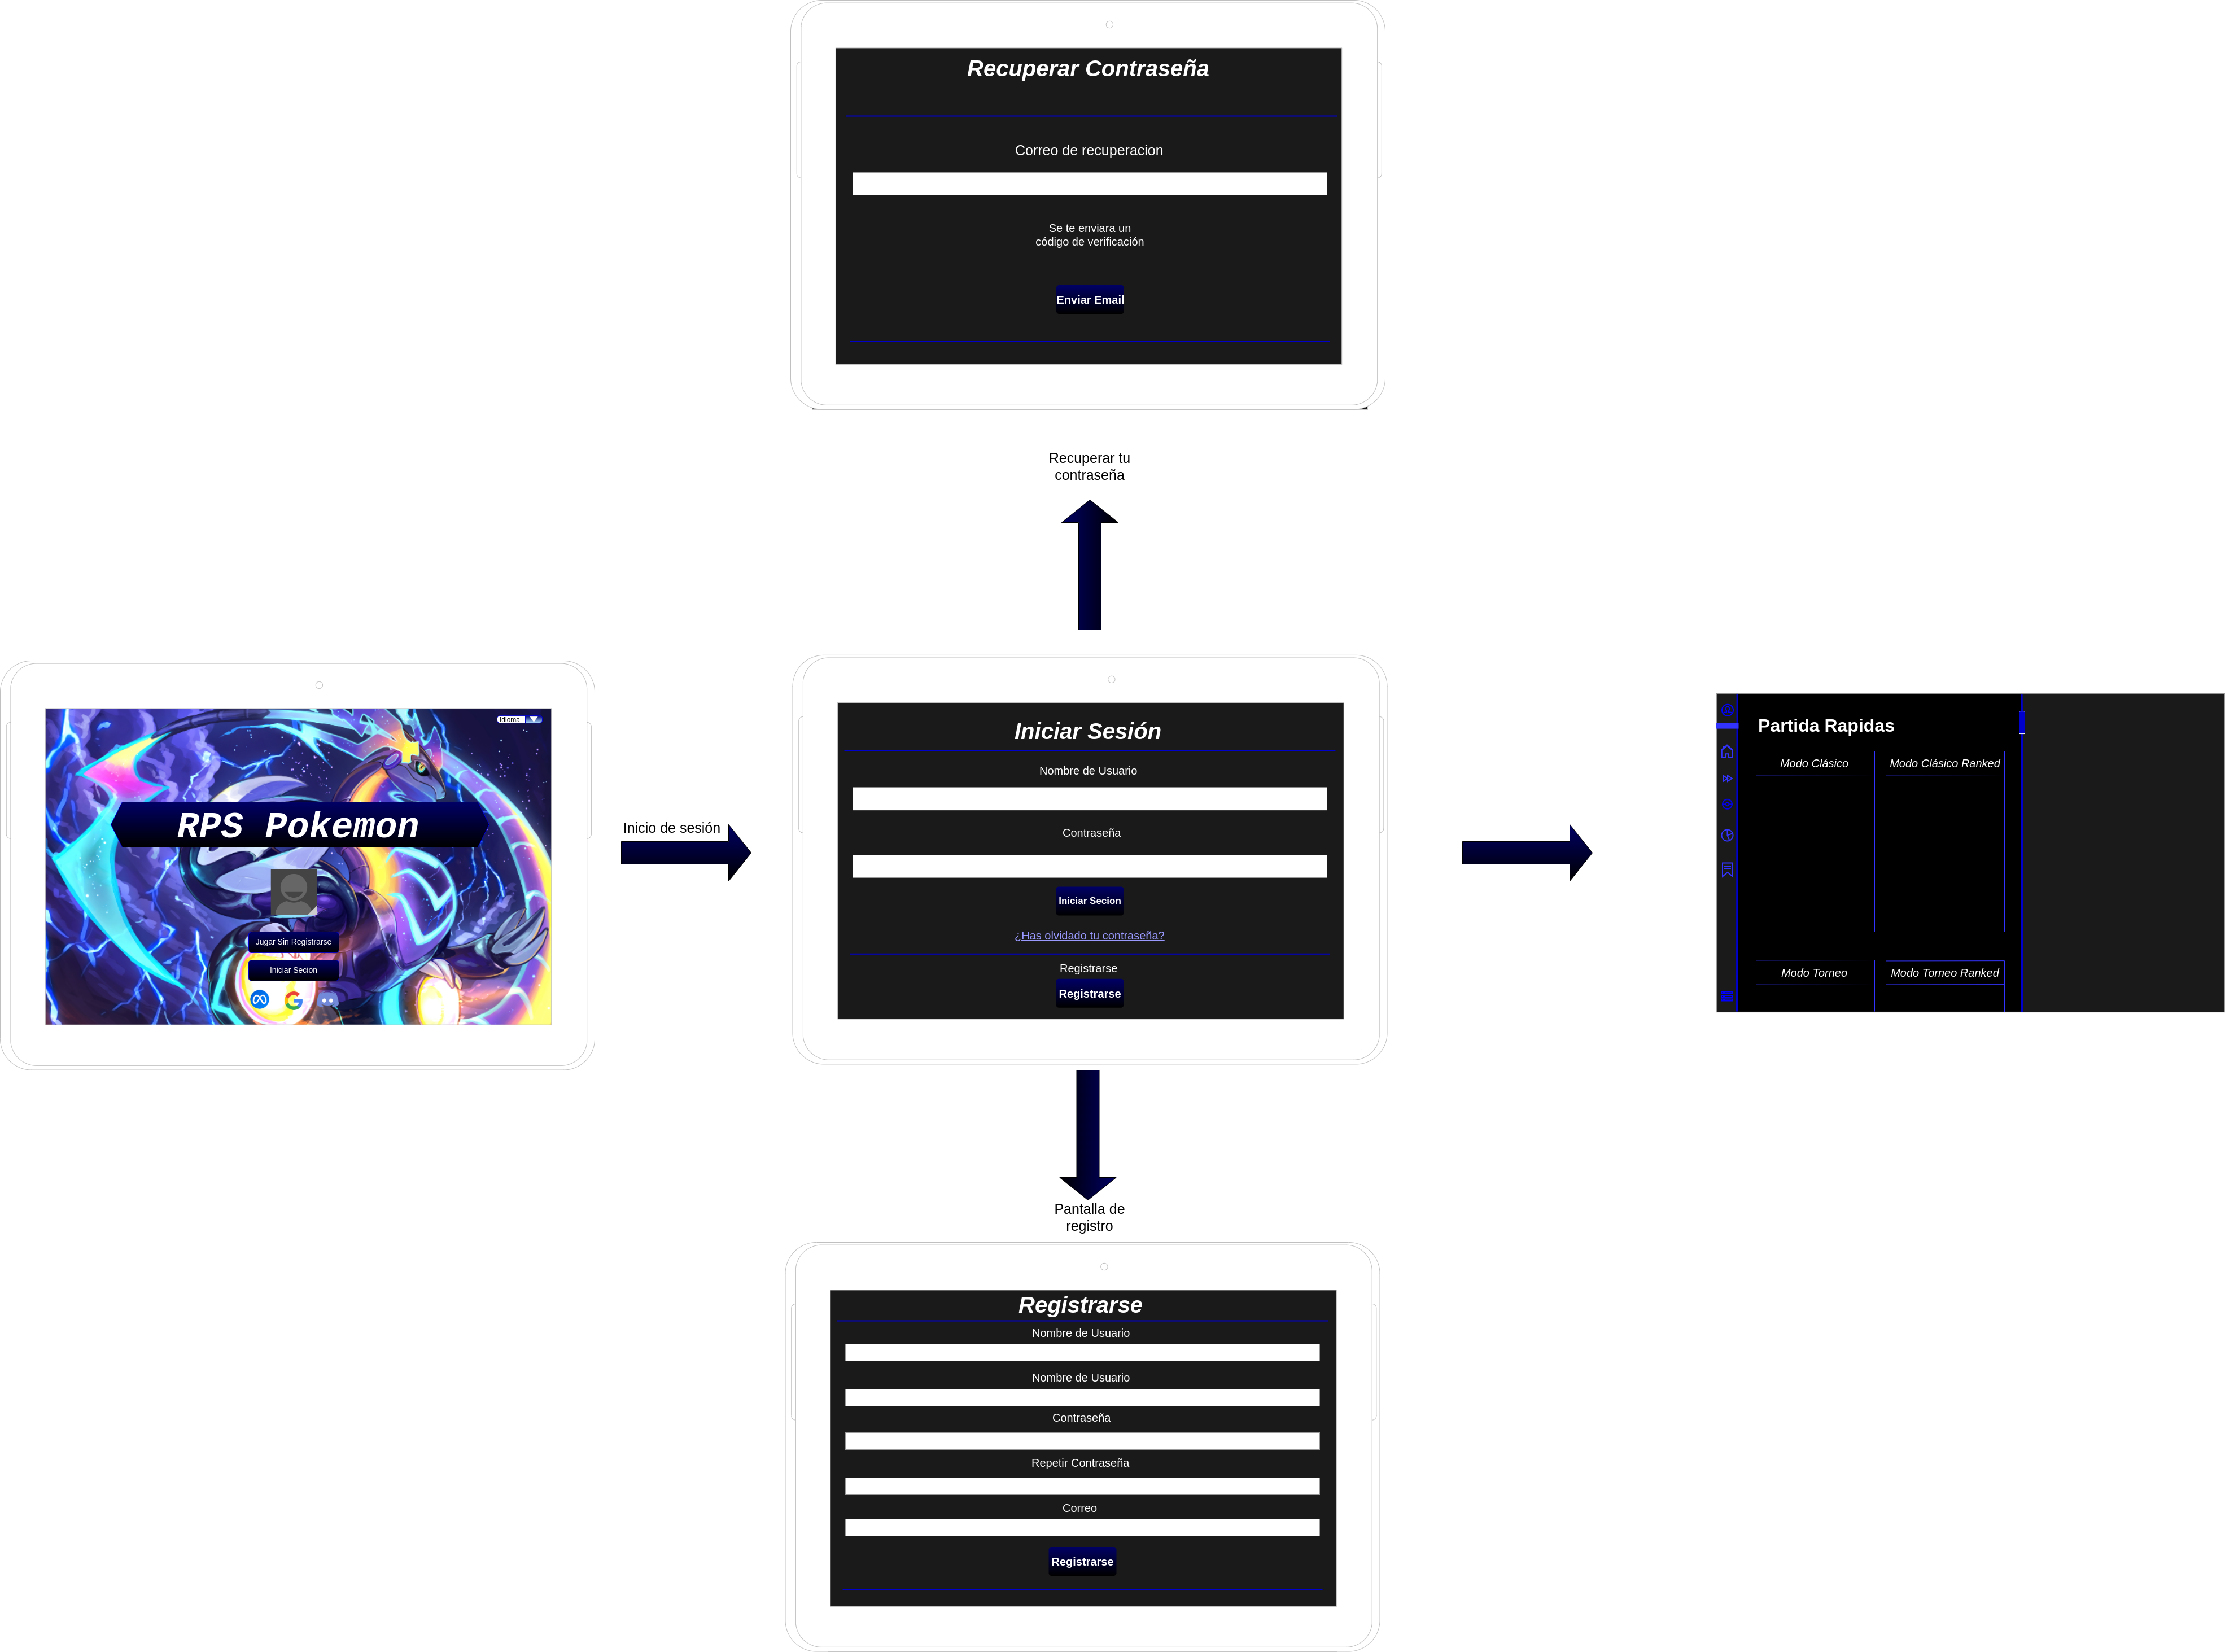 Recuperar Contraseña
Correo de recuperacion
Se te enviara un
código de verificación
Enviar Email
Recuperar tu
contraseña
Idioma
RPS Pokemon
Jugar Sin Registrarse
Iniciar Secion
Inicio de sesión
Iniciar Sesión
Nombre de Usuario
Contraseña
Iniciar Secion
¿Has olvidado tu contraseña?
Registrarse
Registrarse
Partida Rapidas
Modo Clásico
Modo Clásico Ranked
Modo Torneo
Modo Torneo Ranked
Pantalla de
registro
Registrarse
Nombre de Usuario
Nombre de Usuario
Contraseña
Repetir Contraseña
Correo
Registrarse